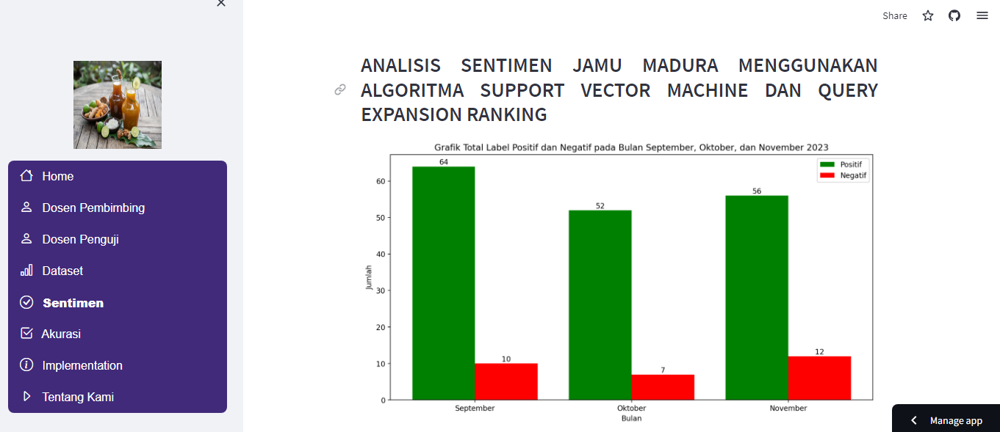 Share
Home
Dosen Pembimbing
Dosen Penguji
Dataset
Sentimen
Akurasi
Implementation
Tentang Kami
ANALISIS SENTIMEN JAMU MADURA MENGGUNAKAN
ALGORITMA SUPPORT VECTOR MACHINE DAN QUERY
EXPANSION RANKING
Grafik Total Label Positif dan Negatif pada Bulan September, Oktober, dan November 2023
Positif
Negatif
Jumlah
60
50
40
30
20
10
0
64
10
52
7
56
12
September
Oktober
November
Bulan
Manage app